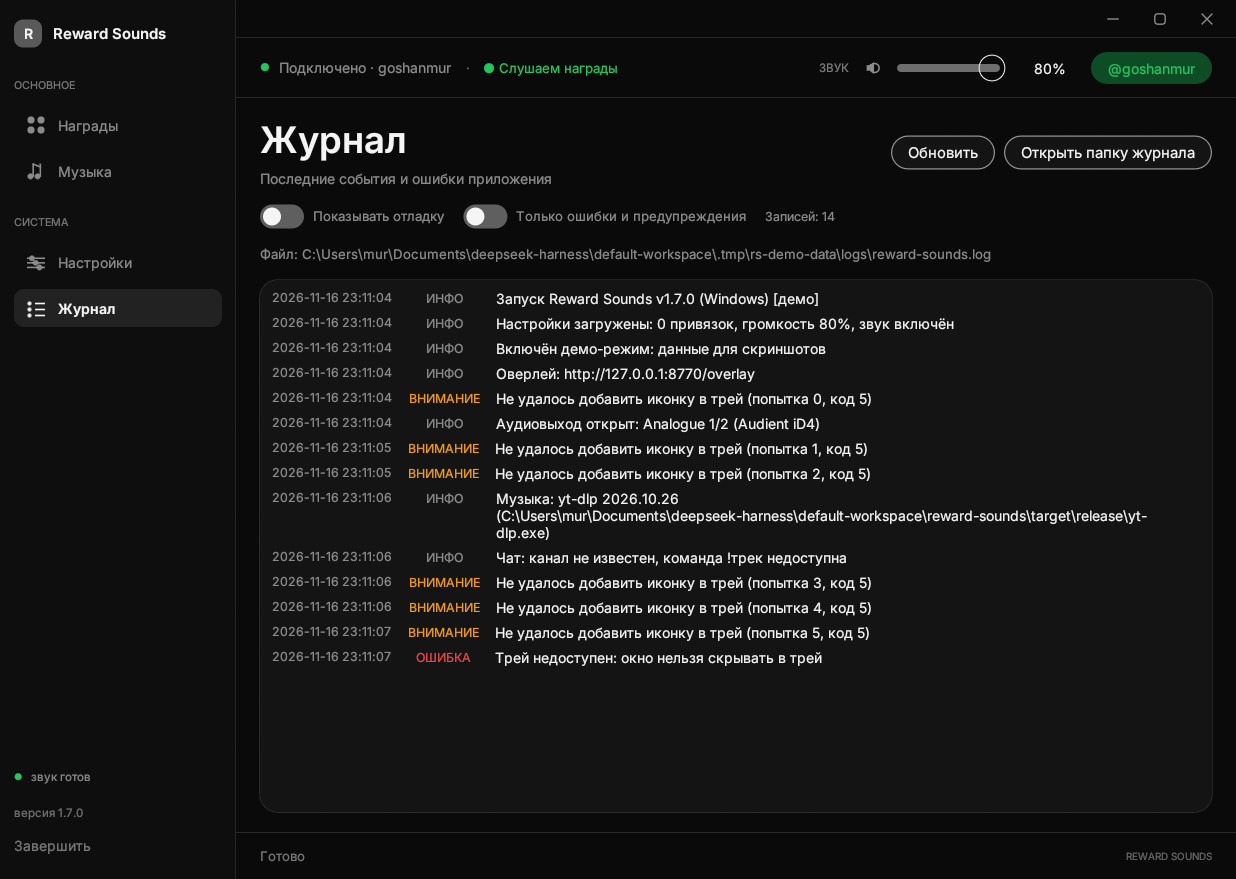 R Reward Sounds
ОСНОВНОЕ
Награды
Музыка
СИСТЕМА
Настройки
Журнал
звук готов
версия 1.7.0
Завершить
Подключено · goshanmur · Слушаем награды
ЗВУК 80% @goshanmur
Журнал
Последние события и ошибки приложения
Обновить Открыть папку журнала
Показывать отладку Только ошибки и предупреждения Записей: 14
Файл: C:\Users\mur\Documents\deepseek-harness\default-workspace\.tmp\rs-demo-data\logs\reward-sounds.log
2026-11-16 23:11:04 ИНФО Запуск Reward Sounds v1.7.0 (Windows) [демо]
2026-11-16 23:11:04 ИНФО Настройки загружены: 0 привязок, громкость 80%, звук включён
2026-11-16 23:11:04 ИНФО Включён демо-режим: данные для скриншотов
2026-11-16 23:11:04 ИНФО Оверлей: http://127.0.0.1:8770/overlay
2026-11-16 23:11:04 ВНИМАНИЕ Не удалось добавить иконку в трей (попытка 0, код 5)
2026-11-16 23:11:04 ИНФО Аудиовыход открыт: Analogue 1/2 (Audient iD4)
2026-11-16 23:11:05 ВНИМАНИЕ Не удалось добавить иконку в трей (попытка 1, код 5)
2026-11-16 23:11:05 ВНИМАНИЕ Не удалось добавить иконку в трей (попытка 2, код 5)
2026-11-16 23:11:06 ИНФО Музыка: yt-dlp 2026.10.26
(C:\Users\mur\Documents\deepseek-harness\default-workspace\reward-sounds\target\release\yt-
dlp.exe)
2026-11-16 23:11:06 ИНФО Чат: канал не известен, команда !трек недоступна
2026-11-16 23:11:06 ВНИМАНИЕ Не удалось добавить иконку в трей (попытка 3, код 5)
2026-11-16 23:11:06 ВНИМАНИЕ Не удалось добавить иконку в трей (попытка 4, код 5)
2026-11-16 23:11:07 ВНИМАНИЕ Не удалось добавить иконку в трей (попытка 5, код 5)
2026-11-16 23:11:07 ОШИБКА Трей недоступен: окно нельзя скрывать в трей
Готово
REWARD SOUNDS